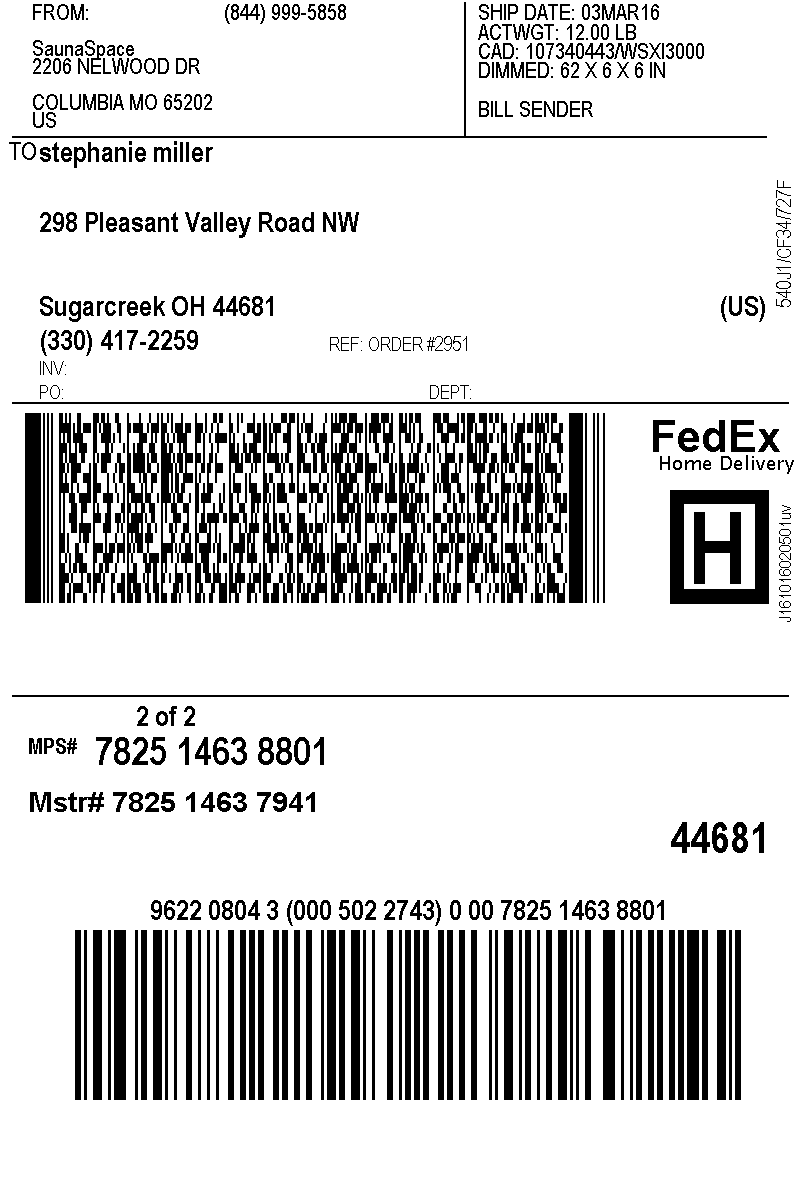 FROM: (844) 999-5858
SaunaSpace
2206 NELWOOD DR
COLUMBIA MO 65202
US
SHIP DATE: 03MAR16
ACTWGT: 12.00 LB
CAD: 107340443/WSXI3000
DIMMED: 62 X 6 X 6 IN
BILL SENDER
TO stephanie miller
298 Pleasant Valley Road NW
Sugarcreek OH 44681 (US)
(330) 417-2259 REF: ORDER #2951
INV:
PO: DEPT:
540J1/CF34/727F
FedEx
Home Delivery
H
J161016020501uv
2 of 2
MPS# 7825 1463 8801
Mstr# 7825 1463 7941
44681
9622 0804 3 (000 502 2743) 0 00 7825 1463 8801